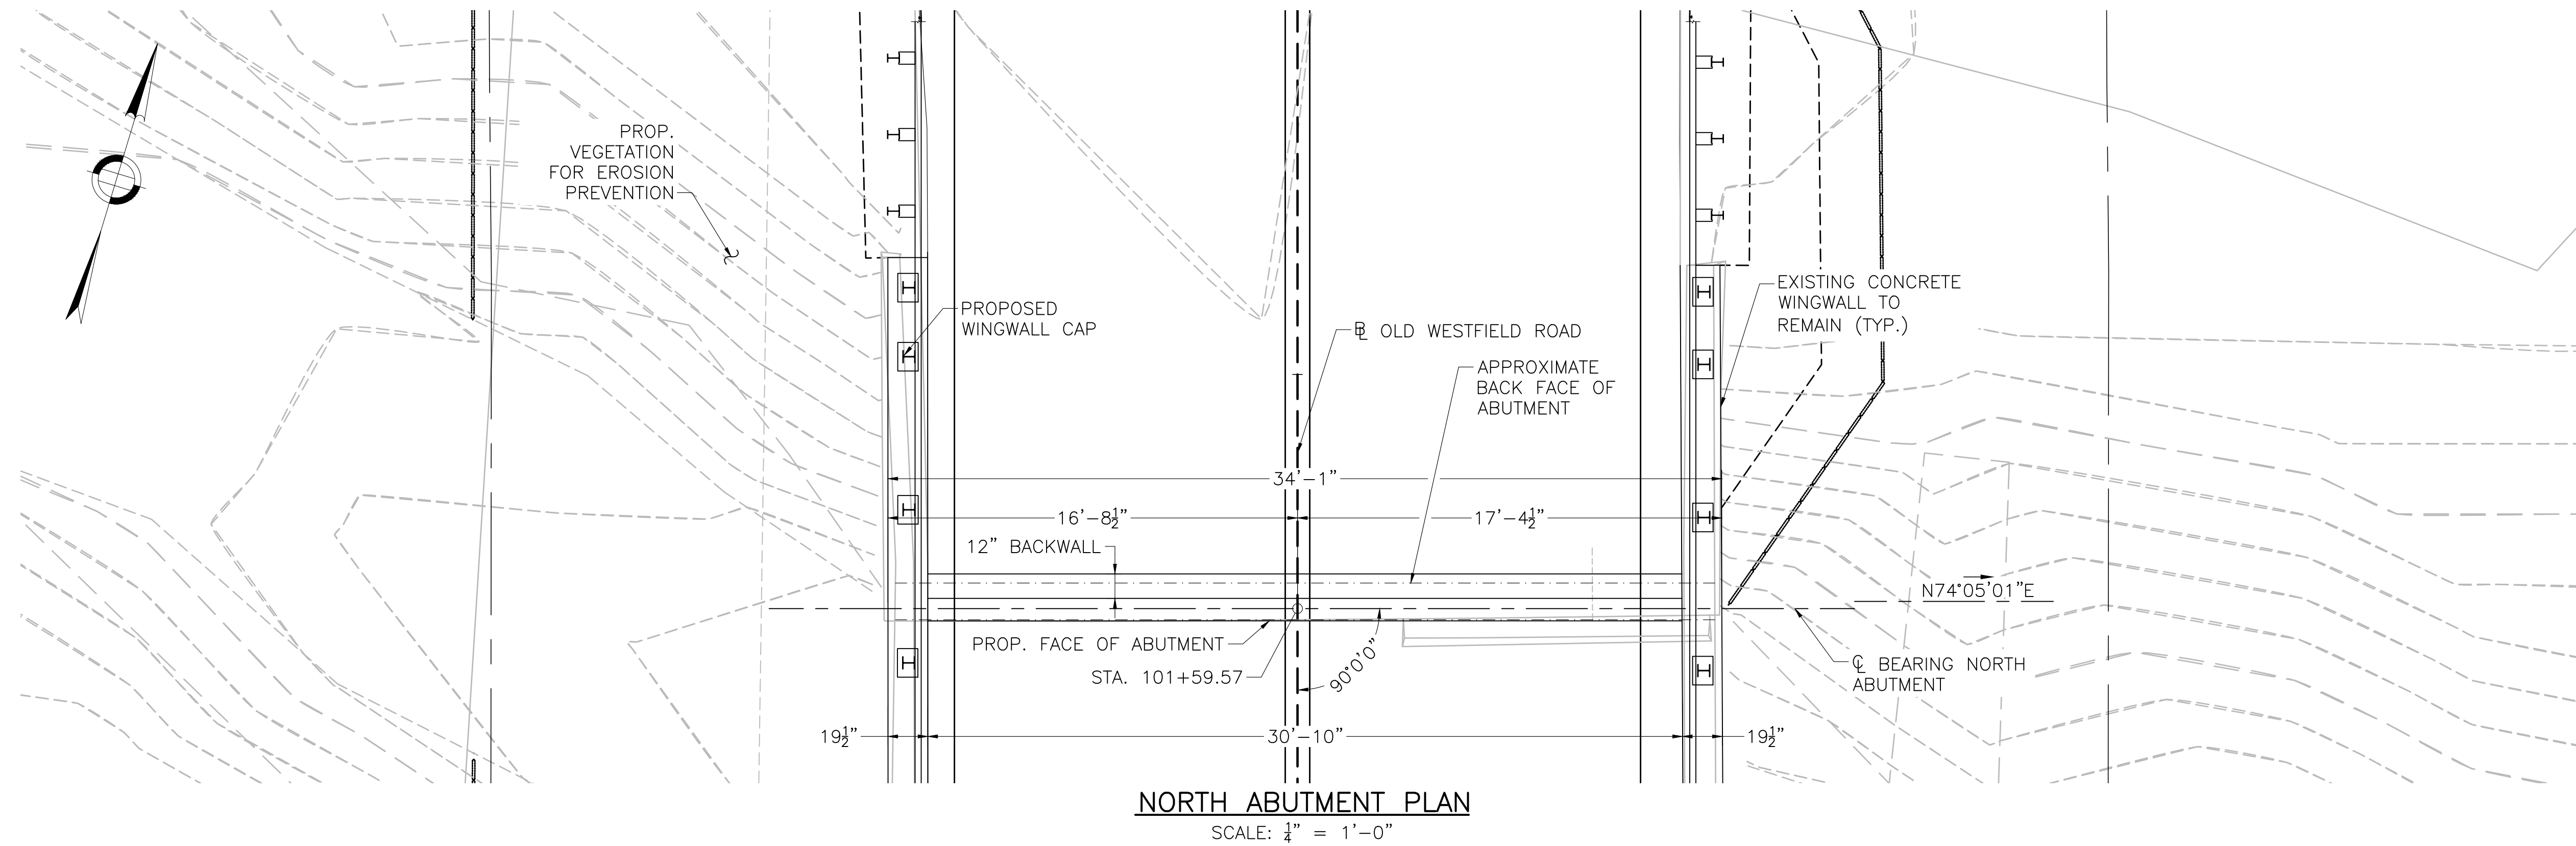 PROP.
VEGETATION
FOR EROSION
PREVENTION
PROPOSED
WINGWALL CAP
℄ OLD WESTFIELD ROAD
APPROXIMATE
BACK FACE OF
ABUTMENT
EXISTING CONCRETE
WINGWALL TO
REMAIN (TYP.)
34'-1"
16'-8½"
17'-4½"
12" BACKWALL
N74°05'01"E
PROP. FACE OF ABUTMENT
STA. 101+59.57
90°0'0"
℄ BEARING NORTH
ABUTMENT
19½"
30'-10"
19½"
NORTH ABUTMENT PLAN
SCALE: ¼" = 1'-0"